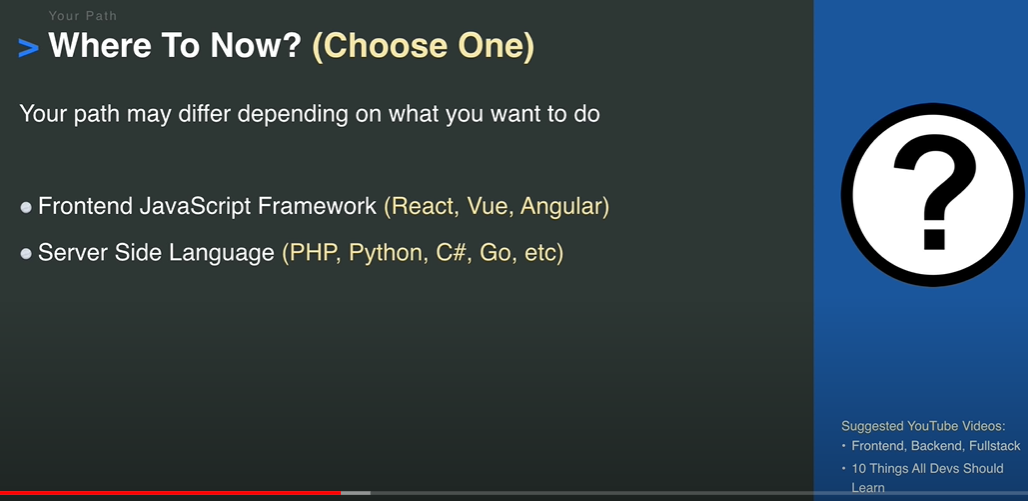 Your Path
> Where To Now? (Choose One)
Your path may differ depending on what you want to do
● Frontend JavaScript Framework (React, Vue, Angular)
● Server Side Language (PHP, Python, C#, Go, etc)
?
Suggested YouTube Videos:
• Frontend, Backend, Fullstack
• 10 Things All Devs Should
Learn